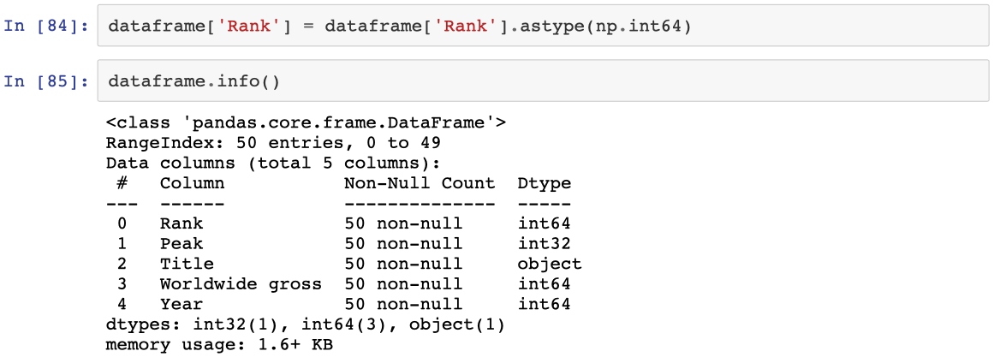 In [84]: dataframe['Rank'] = dataframe['Rank'].astype(np.int64)
In [85]: dataframe.info()
<class 'pandas.core.frame.DataFrame'>
RangeIndex: 50 entries, 0 to 49
Data columns (total 5 columns):
 #   Column           Non-Null Count  Dtype
---  ------           --------------  -----
 0   Rank             50 non-null     int64
 1   Peak             50 non-null     int32
 2   Title            50 non-null     object
 3   Worldwide gross  50 non-null     int64
 4   Year             50 non-null     int64
dtypes: int32(1), int64(3), object(1)
memory usage: 1.6+ KB